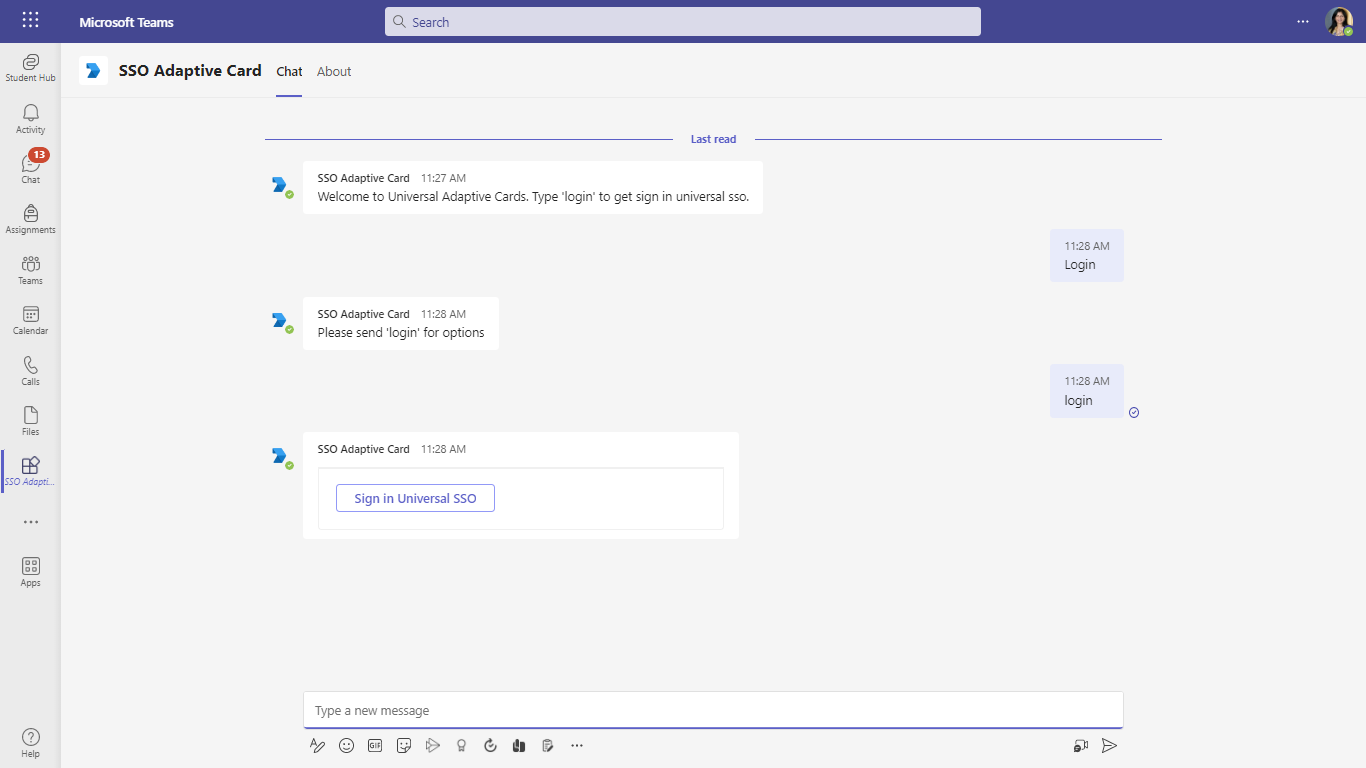 Microsoft Teams
Search
Student Hub
Activity
13
Chat
Assignments
Teams
Calendar
Calls
Files
SSO Adapti...
Apps
Help
SSO Adaptive Card
Chat
About
Last read
SSO Adaptive Card 11:27 AM
Welcome to Universal Adaptive Cards. Type 'login' to get sign in universal sso.
11:28 AM
Login
SSO Adaptive Card 11:28 AM
Please send 'login' for options
11:28 AM
login
SSO Adaptive Card 11:28 AM
Sign in Universal SSO
Type a new message
GIF